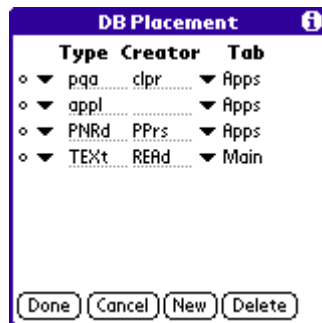 DB Placement
Type Creator Tab
pqa clpr Apps
appl Apps
PNRd PPrs Apps
TEXt REAd Main
Done Cancel New Delete